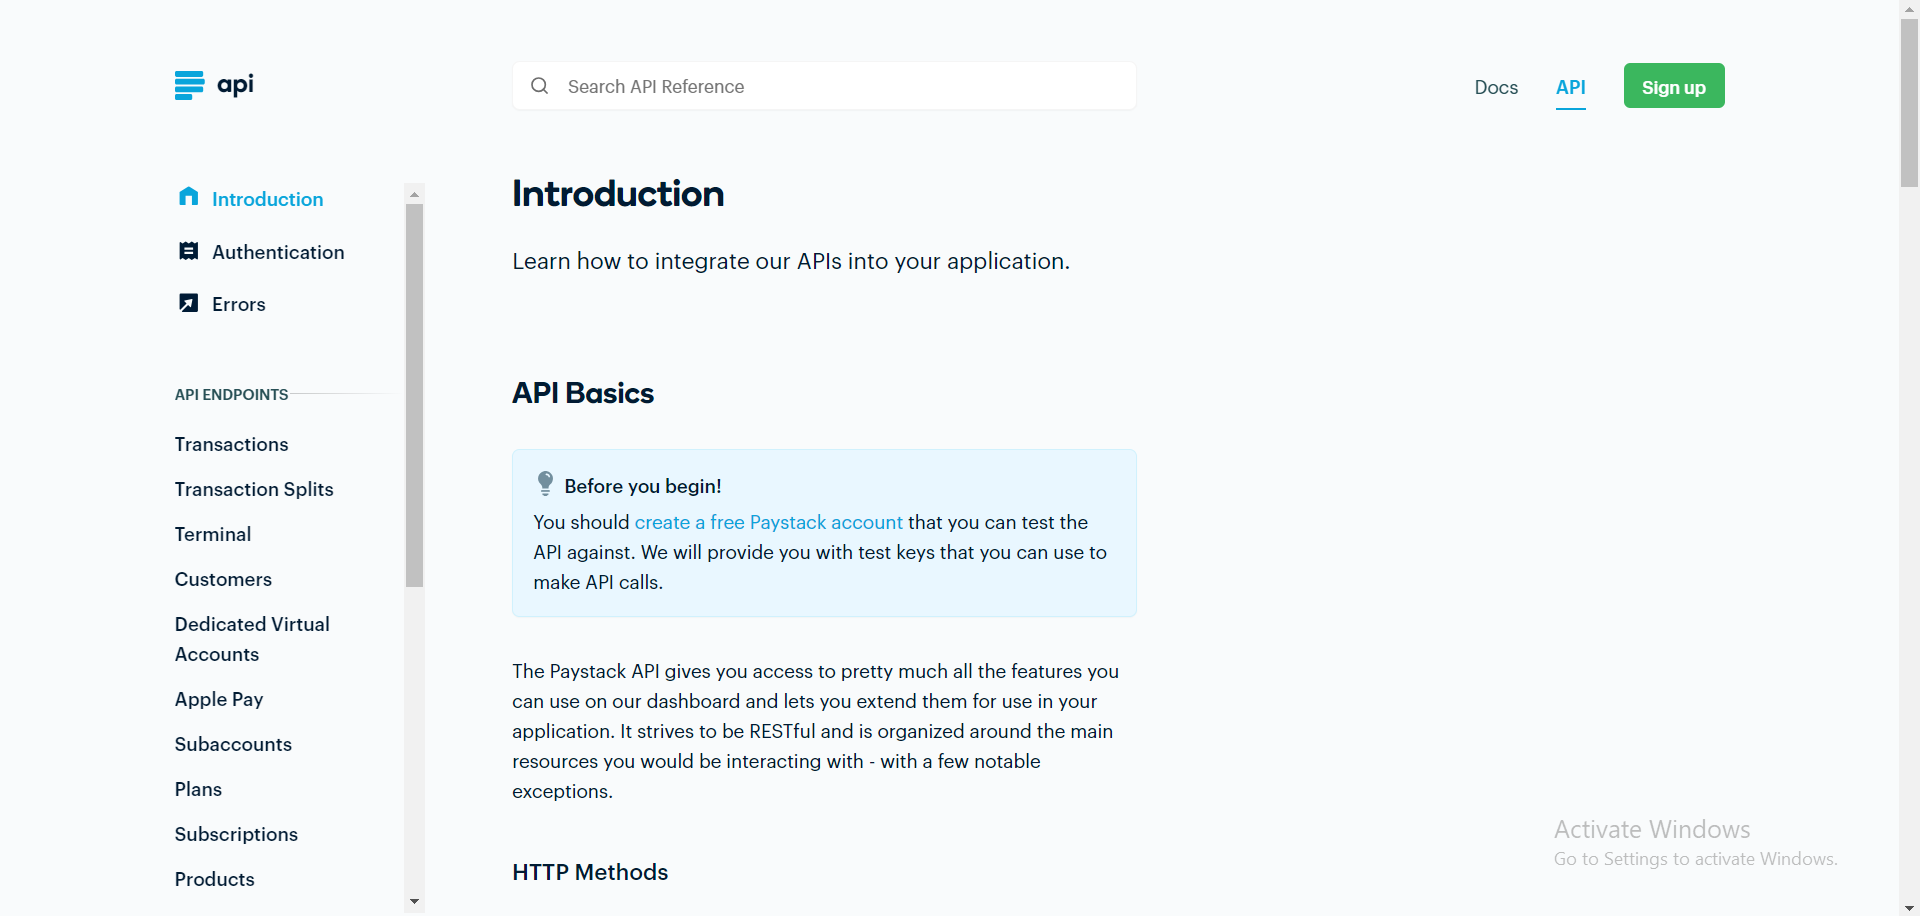 api
Search API Reference
Docs
API
Sign up
Introduction
Authentication
Errors
API ENDPOINTS
Transactions
Transaction Splits
Terminal
Customers
Dedicated Virtual
Accounts
Apple Pay
Subaccounts
Plans
Subscriptions
Products
Introduction
Learn how to integrate our APIs into your application.
API Basics
Before you begin!
You should create a free Paystack account that you can test the
API against. We will provide you with test keys that you can use to
make API calls.
The Paystack API gives you access to pretty much all the features you
can use on our dashboard and lets you extend them for use in your
application. It strives to be RESTful and is organized around the main
resources you would be interacting with - with a few notable
exceptions.
HTTP Methods
Activate Windows
Go to Settings to activate Windows.